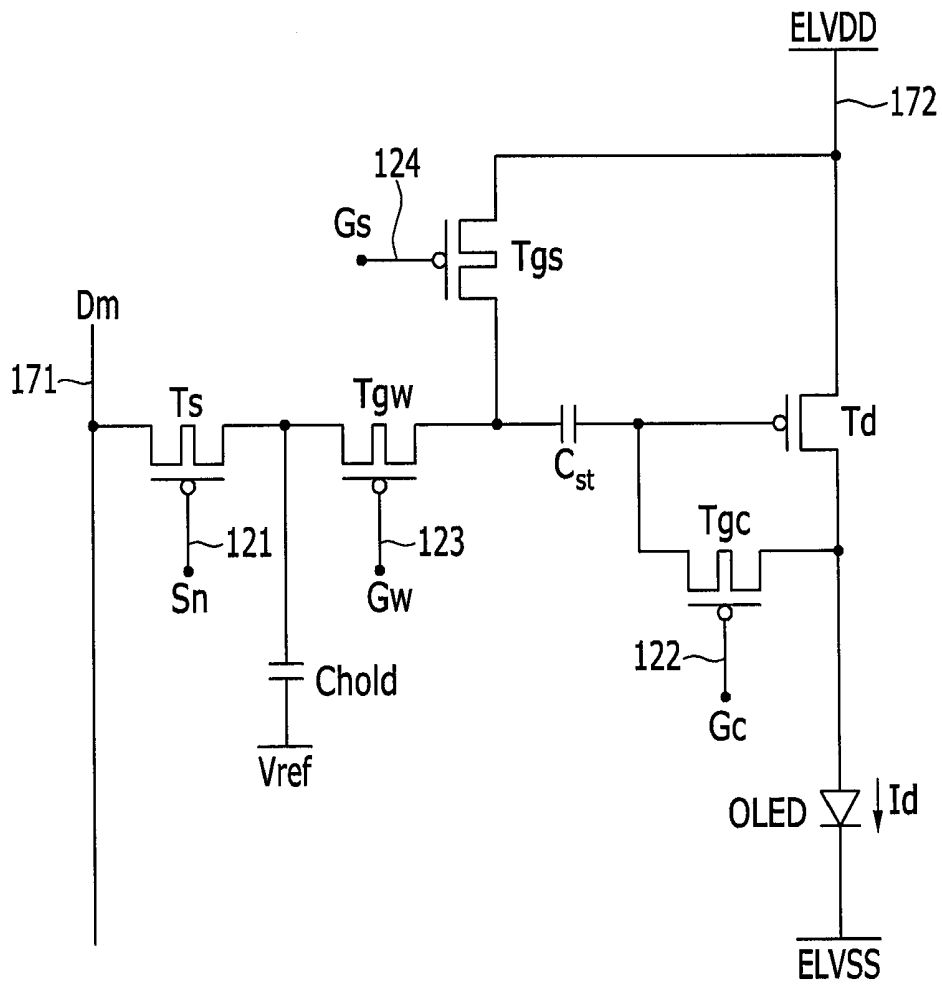 ELVDD
172
124
Gs
Tgs
Dm
171
Ts
Tgw
Td
Cst
Tgc
121
123
Sn
Gw
122
Chold
Gc
Vref
OLED
Id
ELVSS